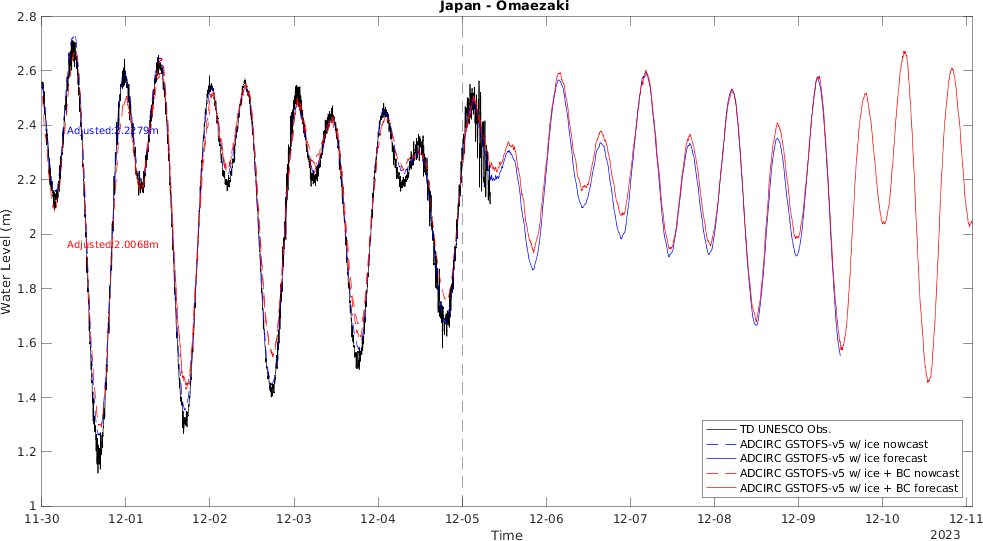 Japan - Omaezaki
2.8
2.6
2.4
2.2
2
1.8
1.6
1.4
1.2
1
Water Level (m)
Adjusted:2.2279m
Adjusted:2.0068m
TD UNESCO Obs.
ADCIRC GSTOFS-v5 w/ ice nowcast
ADCIRC GSTOFS-v5 w/ ice forecast
ADCIRC GSTOFS-v5 w/ ice + BC nowcast
ADCIRC GSTOFS-v5 w/ ice + BC forecast
11-30 12-01 12-02 12-03 12-04 12-05 12-06 12-07 12-08 12-09 12-10 12-11
Time
2023